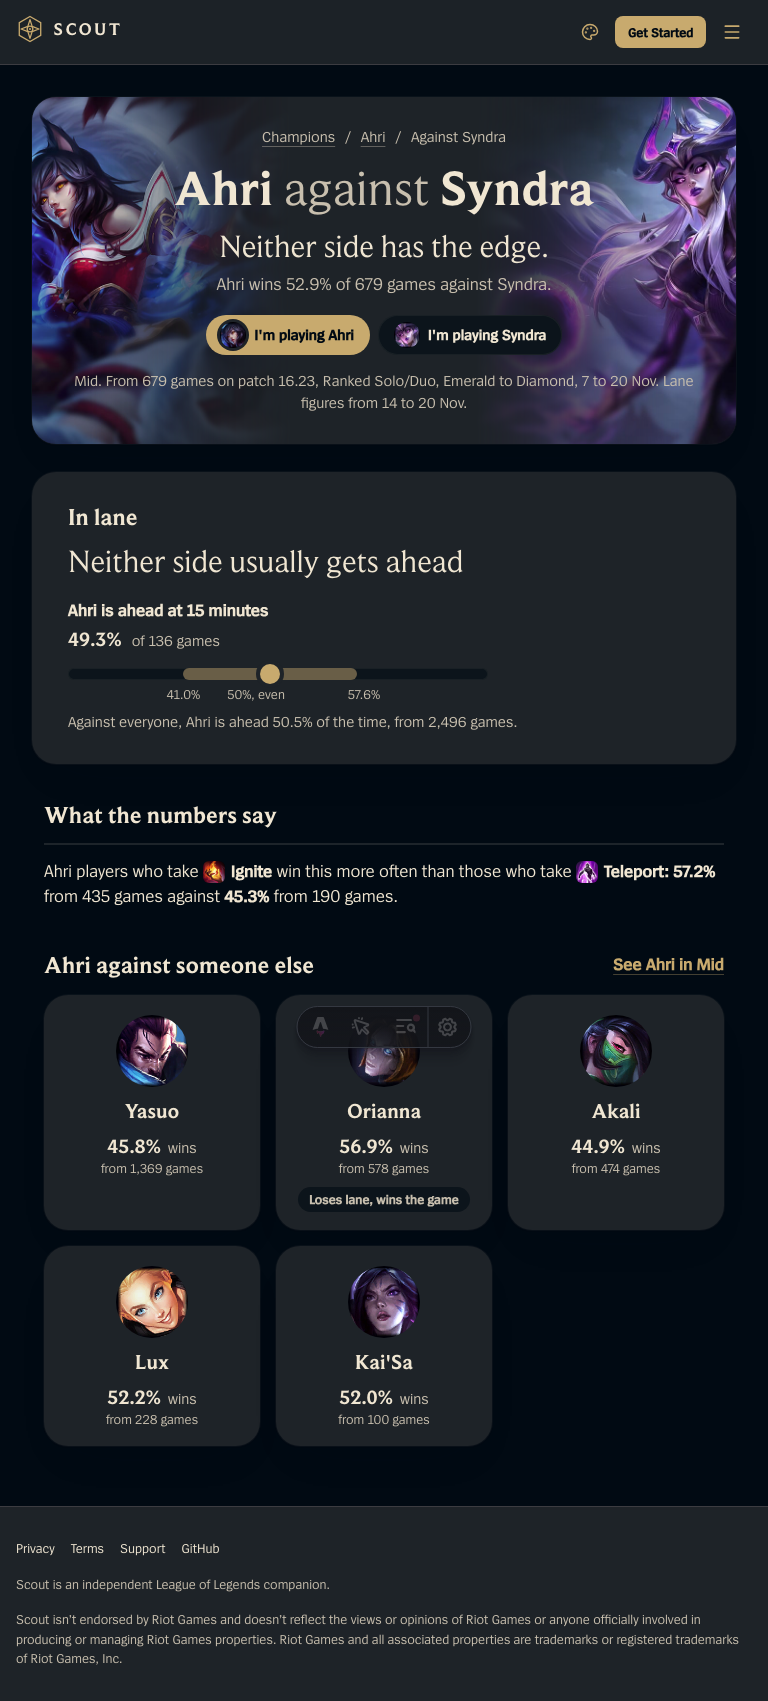 SCOUT
Get Started
Champions / Ahri / Against Syndra
Ahri against Syndra
Neither side has the edge.
Ahri wins 52.9% of 679 games against Syndra.
I'm playing Ahri
I'm playing Syndra
Mid. From 679 games on patch 16.23, Ranked Solo/Duo, Emerald to Diamond, 7 to 20 Nov. Lane
figures from 14 to 20 Nov.
In lane
Neither side usually gets ahead
Ahri is ahead at 15 minutes
49.3% of 136 games
41.0% 50%, even 57.6%
Against everyone, Ahri is ahead 50.5% of the time, from 2,496 games.
What the numbers say
Ahri players who take Ignite win this more often than those who take Teleport: 57.2%
from 435 games against 45.3% from 190 games.
Ahri against someone else
See Ahri in Mid
Yasuo
45.8% wins
from 1,369 games
Orianna
56.9% wins
from 578 games
Loses lane, wins the game
Akali
44.9% wins
from 474 games
Lux
52.2% wins
from 228 games
Kai'Sa
52.0% wins
from 100 games
Privacy Terms Support GitHub
Scout is an independent League of Legends companion.
Scout isn't endorsed by Riot Games and doesn't reflect the views or opinions of Riot Games or anyone officially involved in
producing or managing Riot Games properties. Riot Games and all associated properties are trademarks or registered trademarks
of Riot Games, Inc.